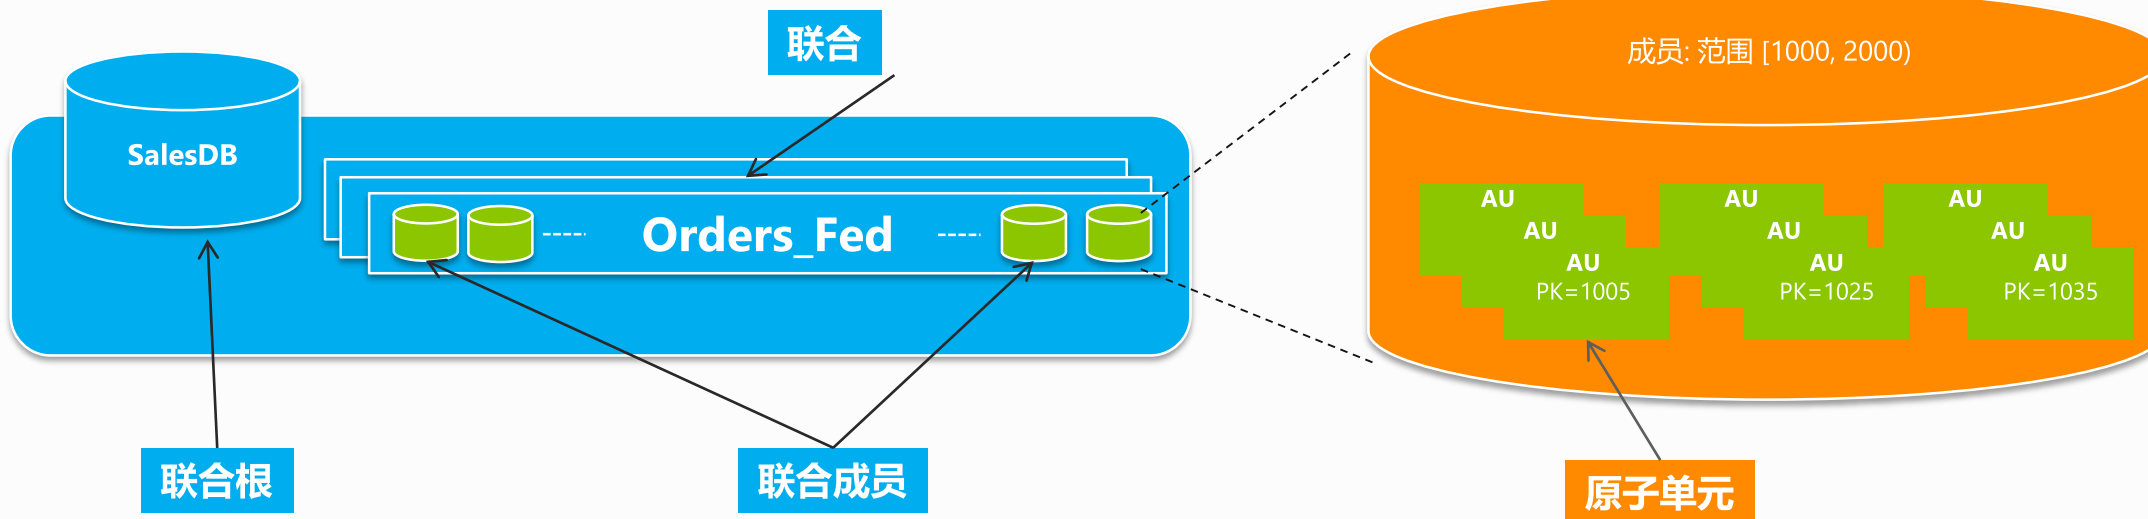 联合
SalesDB
Orders_Fed
联合根
联合成员
成员: 范围 [1000, 2000)
AU
AU
AU
PK=1005
AU
AU
AU
PK=1025
AU
AU
AU
PK=1035
原子单元